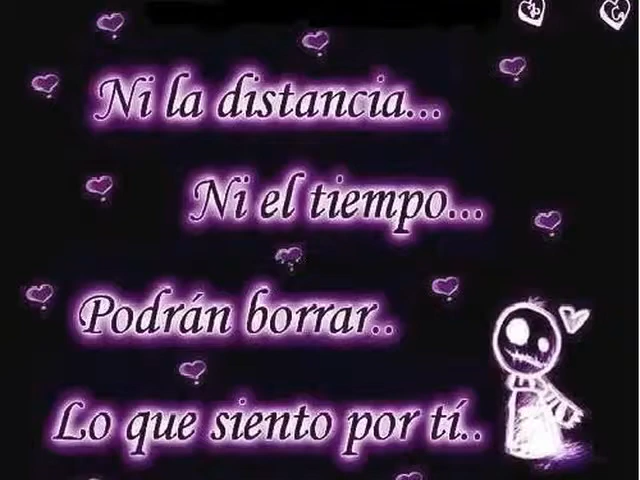 Ni la distancia...
Ni el tiempo...
Podrán borrar..
Lo que siento por tí..